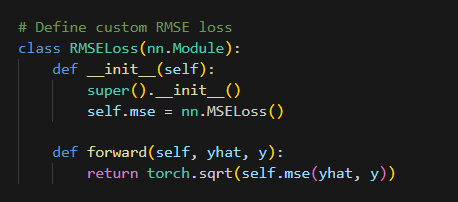 # Define custom RMSE loss
class RMSELoss(nn.Module):
    def __init__(self):
        super().__init__()
        self.mse = nn.MSELoss()

    def forward(self, yhat, y):
        return torch.sqrt(self.mse(yhat, y))